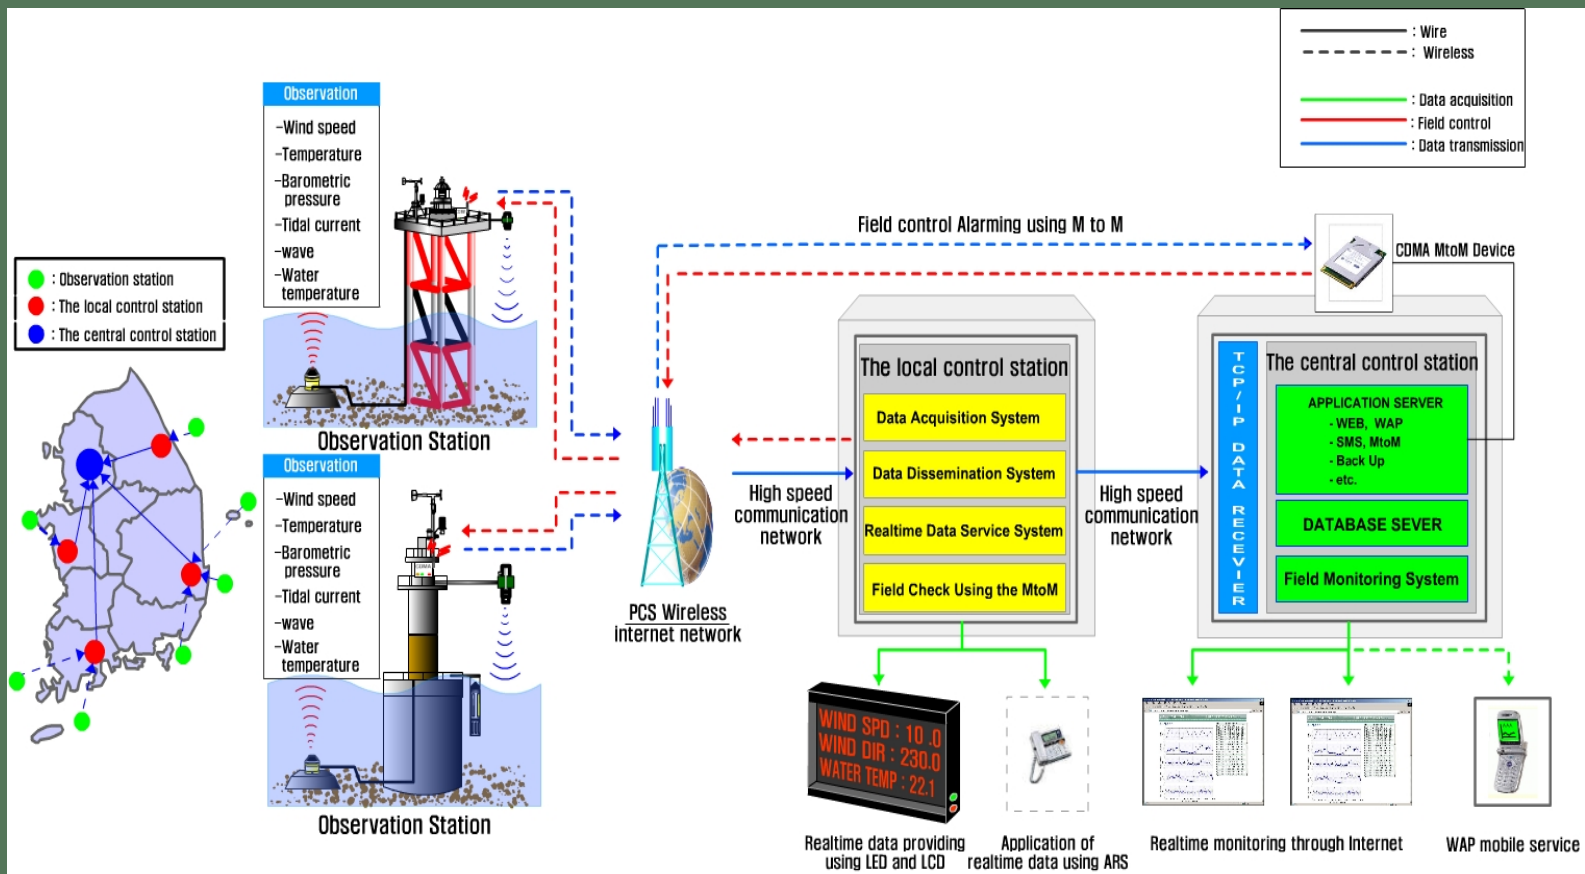 : Wire
: Wireless
: Data acquisition
: Field control
: Data transmission
Observation
-Wind speed
-Temperature
-Barometric
pressure
-Tidal current
-wave
-Water
temperature
Observation Station
: Observation station
: The local control station
: The central control station
Observation
-Wind speed
-Temperature
-Barometric
pressure
-Tidal current
-wave
-Water
temperature
CDMA
Observation Station
PCS Wireless
internet network
Field control Alarming using M to M
CDMA MtoM Device
High speed
communication
network
The local control station
Data Acquisition System
Data Dissemination System
Realtime Data Service System
Field Check Using the MtoM
High speed
communication
network
TCP/IP DATA RECEVIER
The central control station
APPLICATION SERVER
- WEB, WAP
- SMS, MtoM
- Back Up
- etc.
DATABASE SEVER
Field Monitoring System
WIND SPD : 10 .0
WIND DIR : 230.0
WATER TEMP : 22.1
Realtime data providing
using LED and LCD
Application of
realtime data using ARS
Realtime monitoring through Internet
WAP mobile service